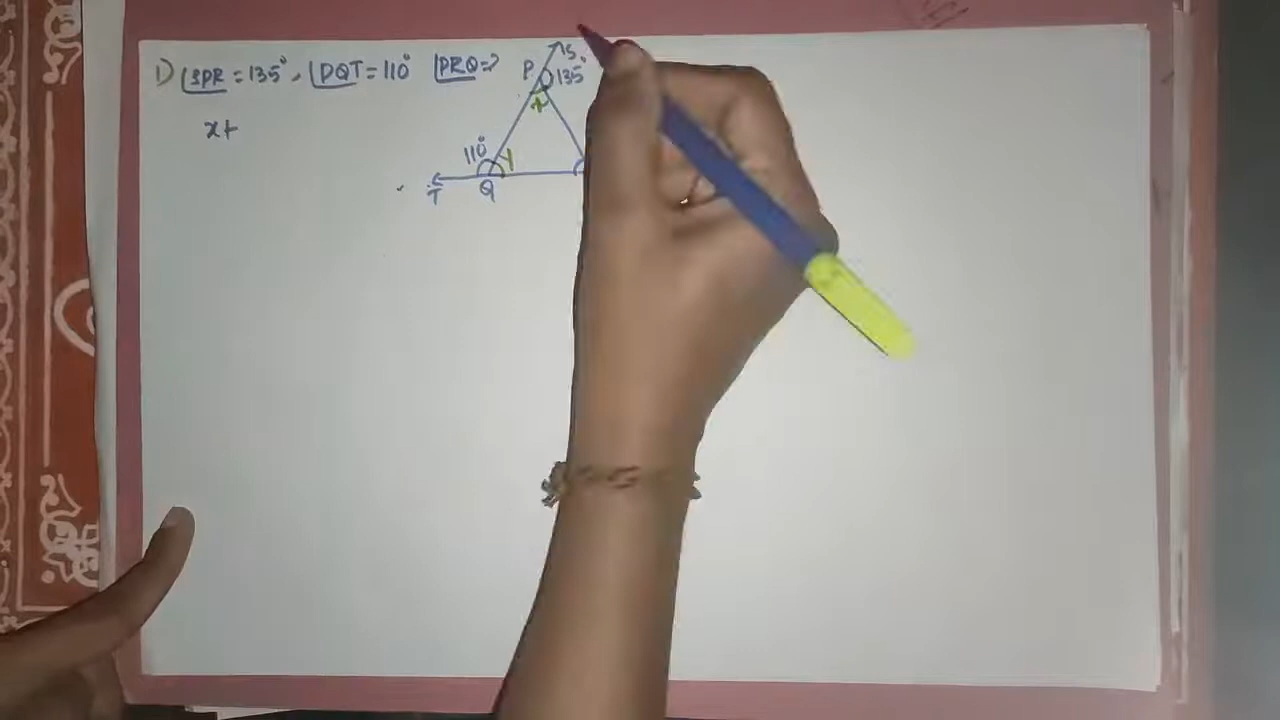 1) ∠SPR = 135°, ∠PQT = 110° ∠PRQ = ?
S
P 135°
x
x+
110° y
T Q